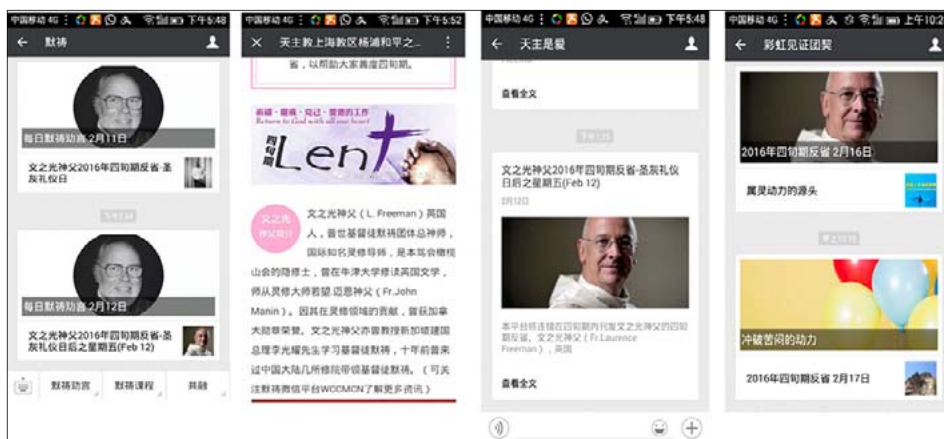 中国移动 4G
下午5:48
默祷
每日默祷劝言 2月11日
文之光神父2016年四旬期反省-圣
灰礼仪日
每日默祷劝言 2月12日
文之光神父2016年四旬期反省-圣
灰礼仪日后之星期五(Feb 12)
默祷劝言
默祷课程
共融
中国移动 4G
下午5:52
天主教上海教区杨浦和平之...
省，以帮助大家善度四旬期。
Return to God with all our heart
四旬期
Lent
文之光
神父简介
文之光神父（L. Freeman）英国
人，普世基督徒默祷团体总神师，
国际知名灵修导师，是本笃会橄榄
山会的隐修士，曾在牛津大学修读英国文学，
师从灵修大师若望.迈恩神父（Fr.John
Manin）。因其在灵修领域的贡献，曾获加拿
大勋章荣誉。文之光神父亦曾教授新加坡建国
总理李光耀先生学习基督徒默祷，十年前曾来
过中国大陆几所修院带领基督徒默祷。（可关
注默祷微信平台WCCMCN了解更多资讯）
中国移动 4G
下午5:48
天主是爱
查看全文
文之光神父2016年四旬期反省-圣灰礼仪
日后之星期五(Feb 12)
2月12日
本平台将连续在四旬期内刊发文之光神父的四旬
期反省。文之光神父（Fr.Laurence
Freeman），英国
查看全文
中国移动 4G
上午10:2
彩虹见证团契
2016年四旬期反省 2月16日
属灵动力的源头
冲破苦闷的动力
2016年四旬期反省 2月17日